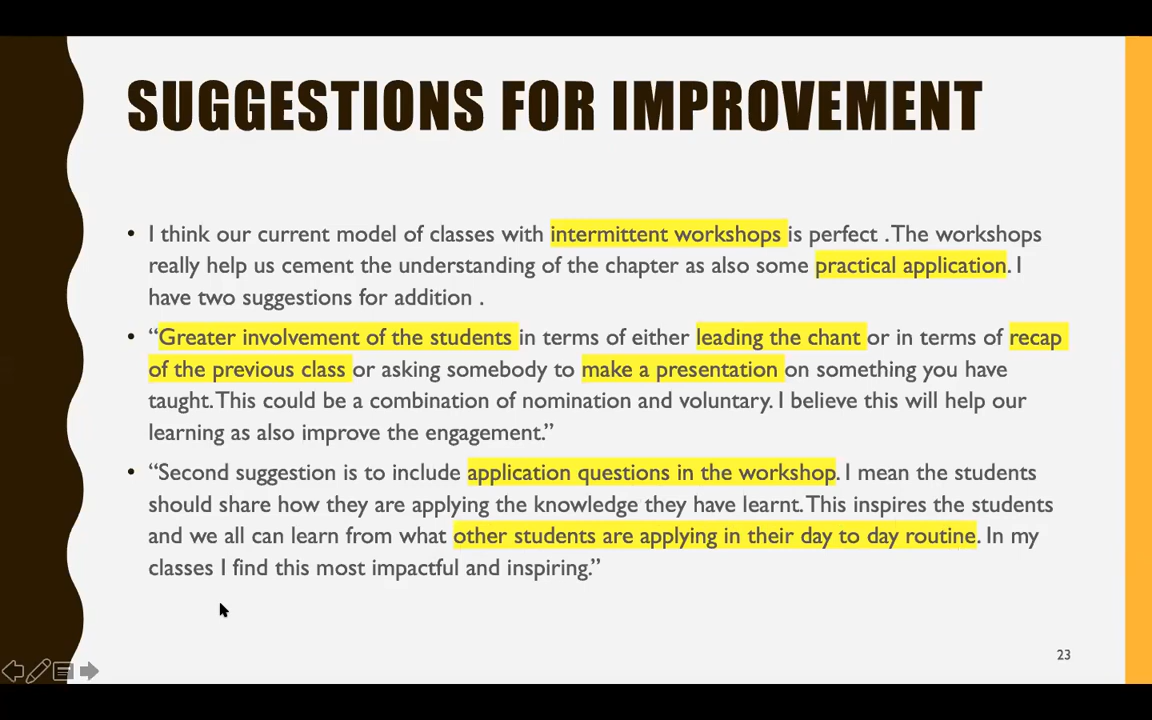 SUGGESTIONS FOR IMPROVEMENT
• I think our current model of classes with intermittent workshops is perfect .The workshops
really help us cement the understanding of the chapter as also some practical application. I
have two suggestions for addition .
• “Greater involvement of the students in terms of either leading the chant or in terms of recap
of the previous class or asking somebody to make a presentation on something you have
taught. This could be a combination of nomination and voluntary. I believe this will help our
learning as also improve the engagement.”
• “Second suggestion is to include application questions in the workshop. I mean the students
should share how they are applying the knowledge they have learnt. This inspires the students
and we all can learn from what other students are applying in their day to day routine. In my
classes I find this most impactful and inspiring.”
23